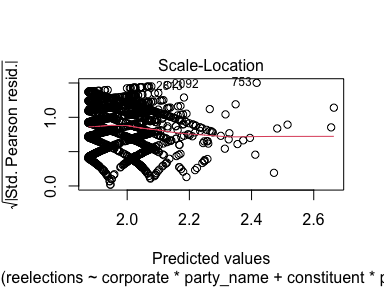 Scale-Location
√|Std. Pearson resid.|
0.0
1.0
2092
753
2.0
2.2
2.4
2.6
Predicted values
(reelections ~ corporate * party_name + constituent * p